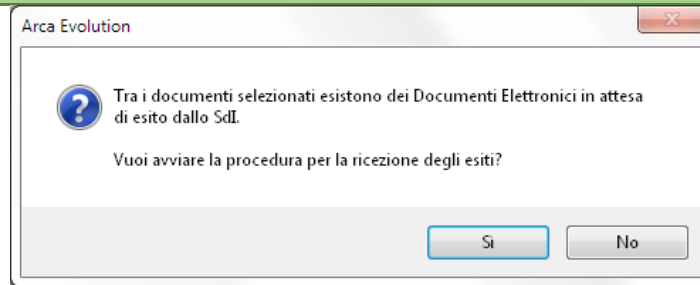 Arca Evolution
Tra i documenti selezionati esistono dei Documenti Elettronici in attesa
di esito dallo SdI.
Vuoi avviare la procedura per la ricezione degli esiti?
Sì
No